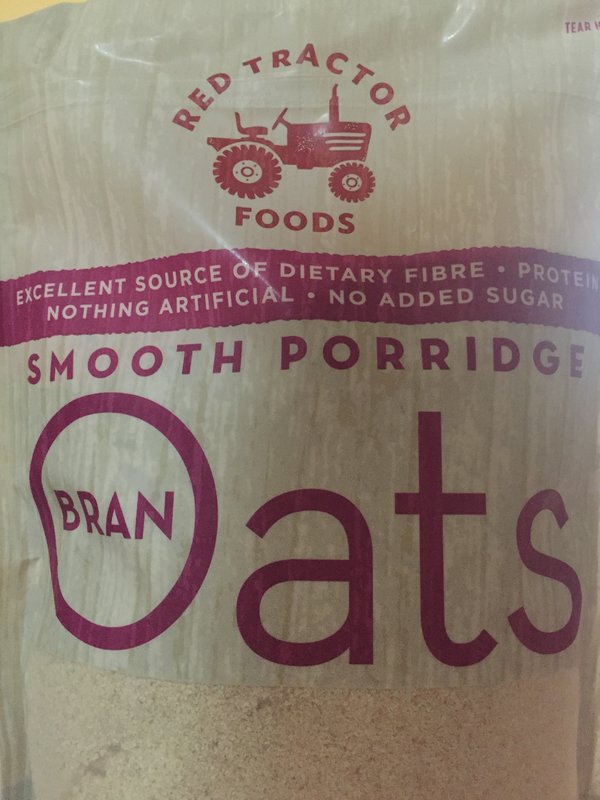 TEAR
RED TRACTOR
FOODS
EXCELLENT SOURCE OF DIETARY FIBRE • PROTEIN
NOTHING ARTIFICIAL • NO ADDED SUGAR
SMOOTH PORRIDGE
BRAN
Oats